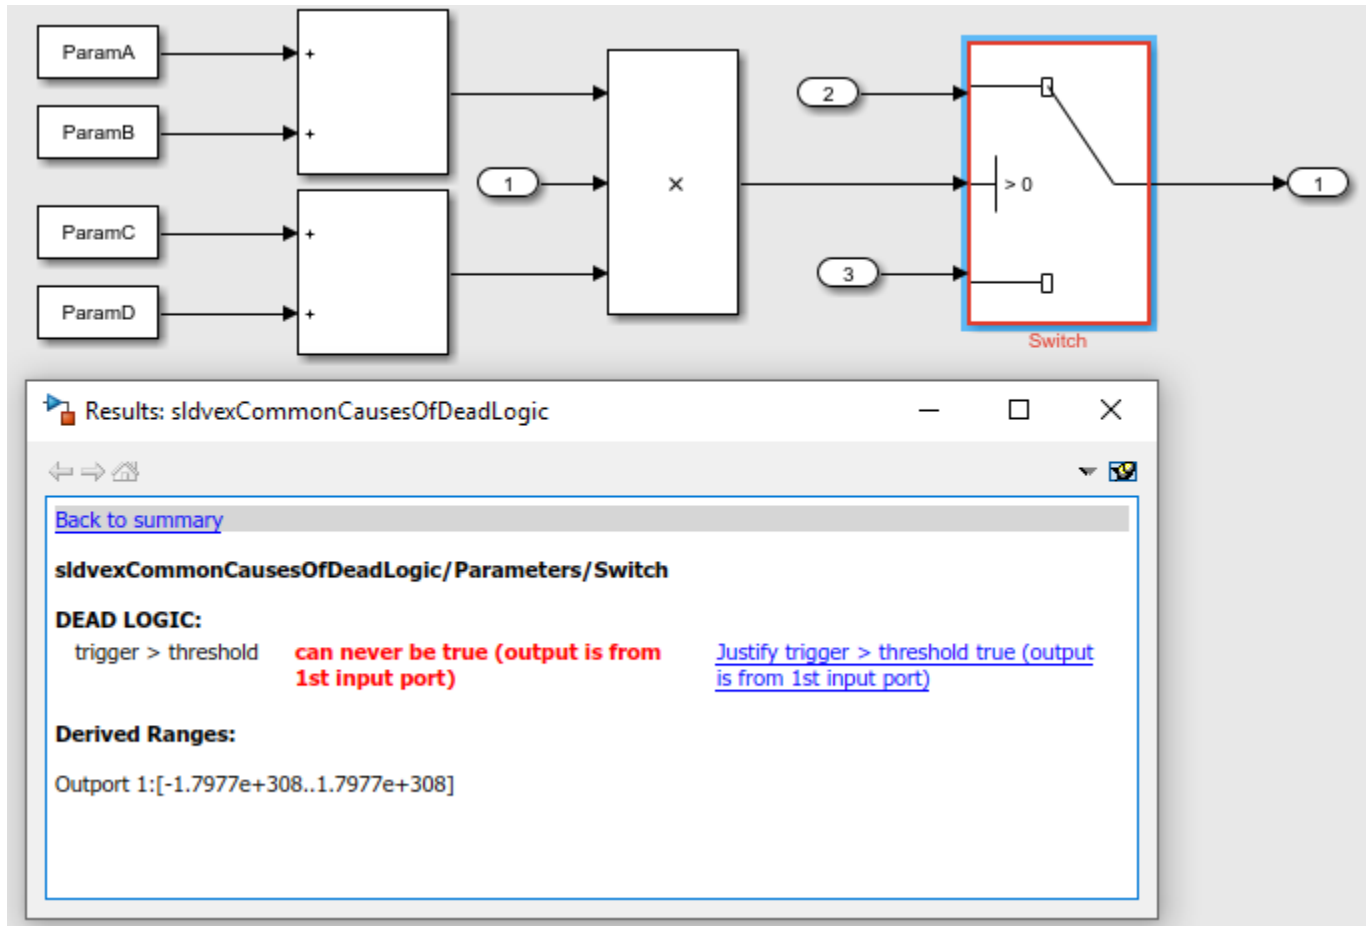 ParamA
+
ParamB
+
ParamC
+
ParamD
+
1
×
2
> 0
3
1
Switch
Results: sldvexCommonCausesOfDeadLogic
Back to summary
sldvexCommonCausesOfDeadLogic/Parameters/Switch
DEAD LOGIC:
trigger > threshold can never be true (output is from Justify trigger > threshold true (output
1st input port) is from 1st input port)
Derived Ranges:
Outport 1:[-1.7977e+308..1.7977e+308]